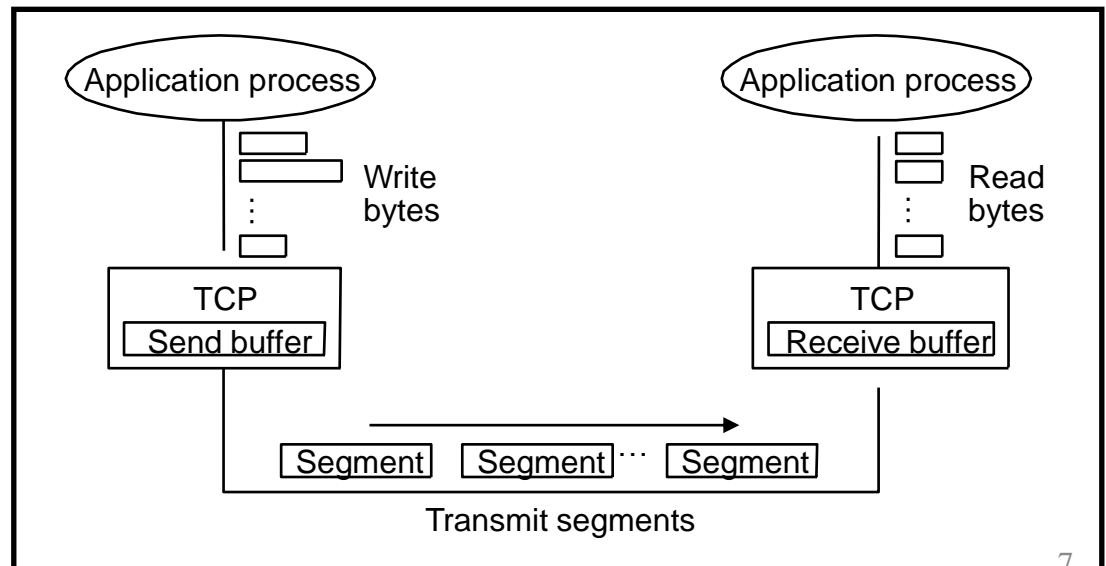 Application process
Application process
Write
bytes
⋮
Read
bytes
⋮
TCP
Send buffer
TCP
Receive buffer
Segment Segment … Segment
Transmit segments
7